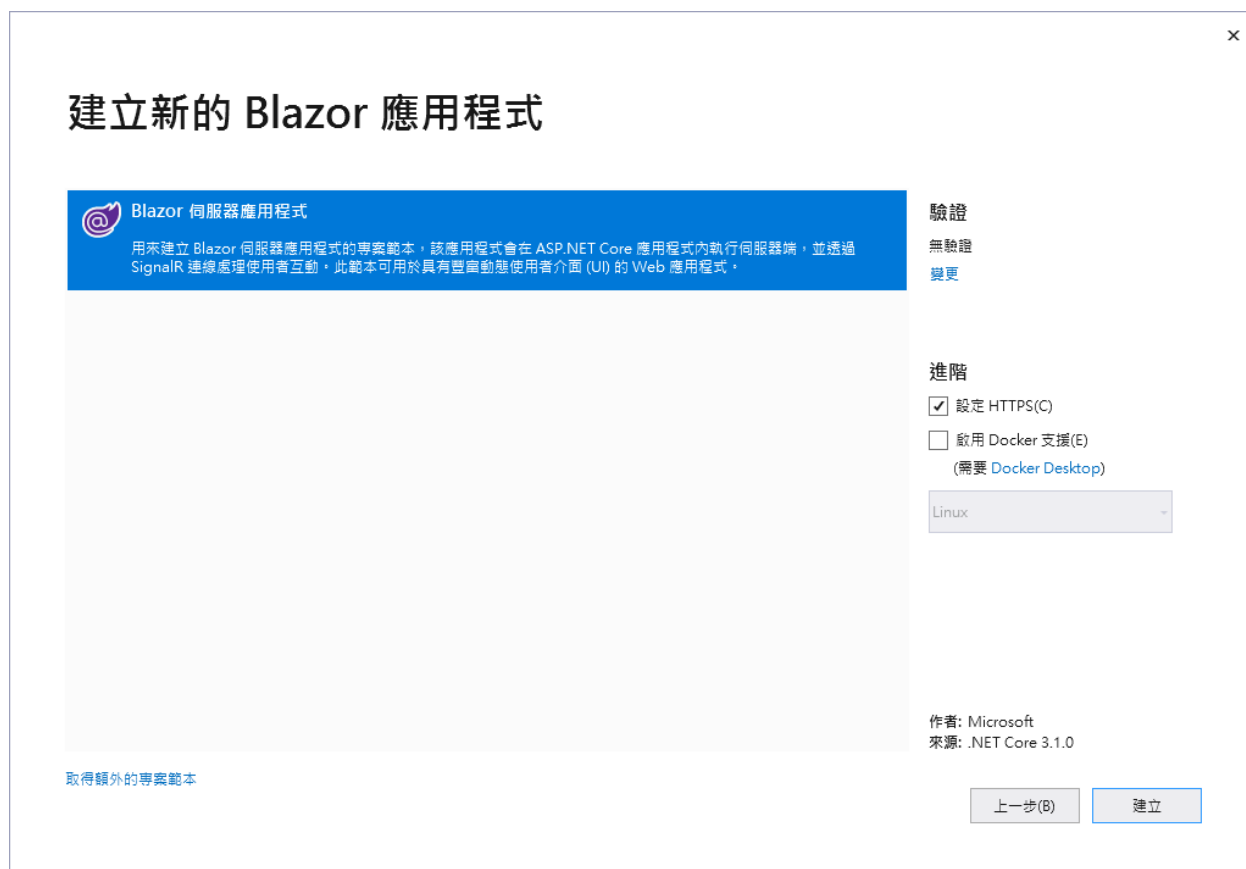 建立新的 Blazor 應用程式
Blazor 伺服器應用程式
用來建立 Blazor 伺服器應用程式的專案範本，該應用程式會在 ASP.NET Core 應用程式內執行伺服器端，並透過
SignalR 連線處理使用者互動。此範本可用於具有豐富動態使用者介面 (UI) 的 Web 應用程式。
驗證
無驗證
變更
進階
設定 HTTPS(C)
啟用 Docker 支援(E)
(需要 Docker Desktop)
Linux
作者: Microsoft
來源: .NET Core 3.1.0
取得額外的專案範本
上一步(B)
建立